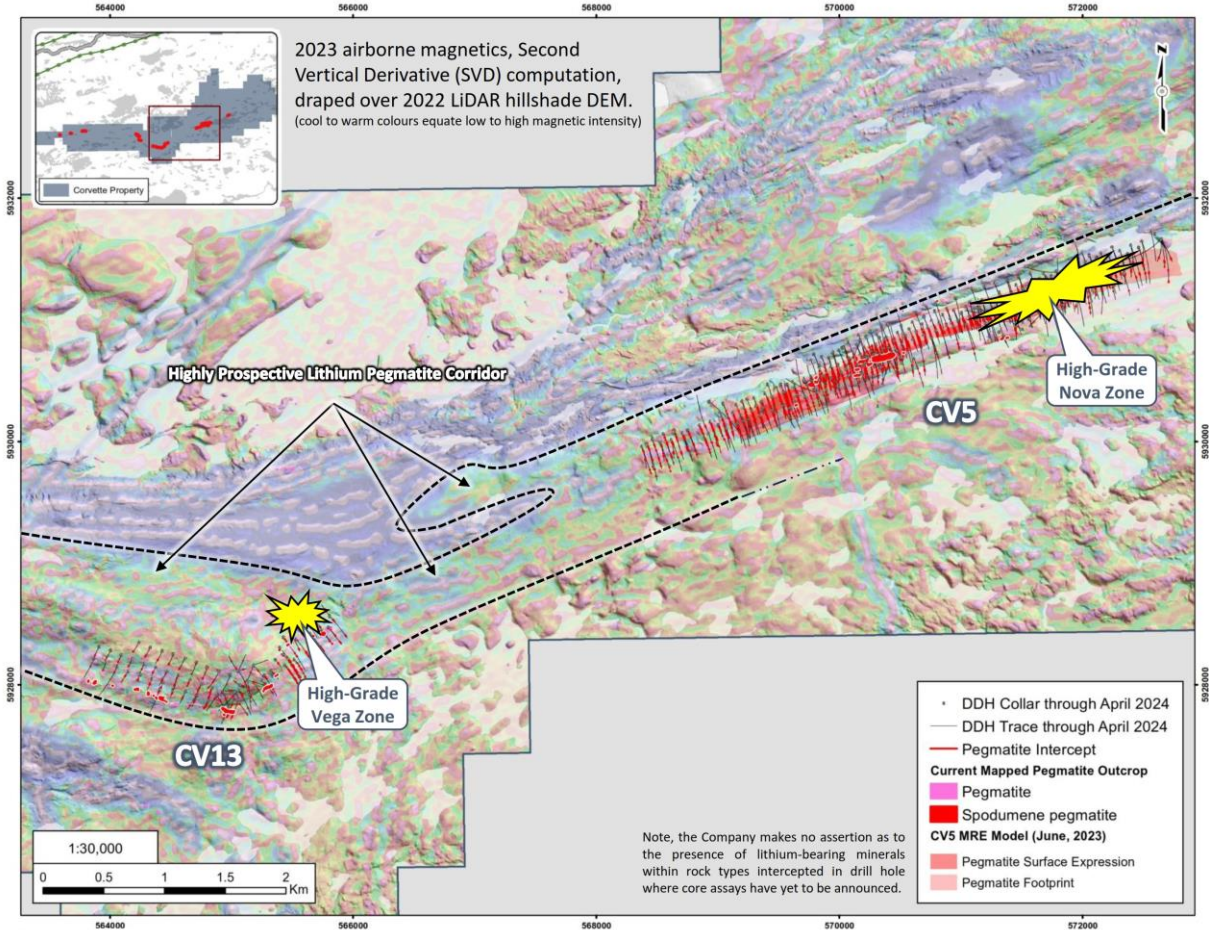 564000
566000
568000
570000
572000
2023 airborne magnetics, Second
Vertical Derivative (SVD) computation,
draped over 2022 LiDAR hillshade DEM.
(cool to warm colours equate low to high magnetic intensity)
Corvette Property
N
5932000
5932000
Highly Prospective Lithium Pegmatite Corridor
High-Grade
Nova Zone
CV5
5930000
5930000
High-Grade
Vega Zone
CV13
5928000
5928000
1:30,000
0 0.5 1 1.5 2
Km
Note, the Company makes no assertion as to
the presence of lithium-bearing minerals
within rock types intercepted in drill hole
where core assays have yet to be announced.
DDH Collar through April 2024
DDH Trace through April 2024
Pegmatite Intercept
Current Mapped Pegmatite Outcrop
Pegmatite
Spodumene pegmatite
CV5 MRE Model (June, 2023)
Pegmatite Surface Expression
Pegmatite Footprint
564000
566000
568000
570000
572000